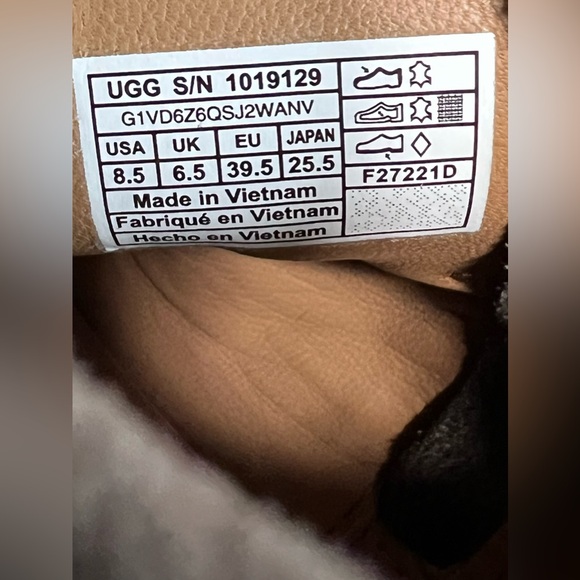 UGG S/N 1019129
G1VD6Z6QSJ2WANV
USA UK EU JAPAN
8.5 6.5 39.5 25.5
Made in Vietnam
Fabriqué en Vietnam
Hecho en Vietnam
F27221D